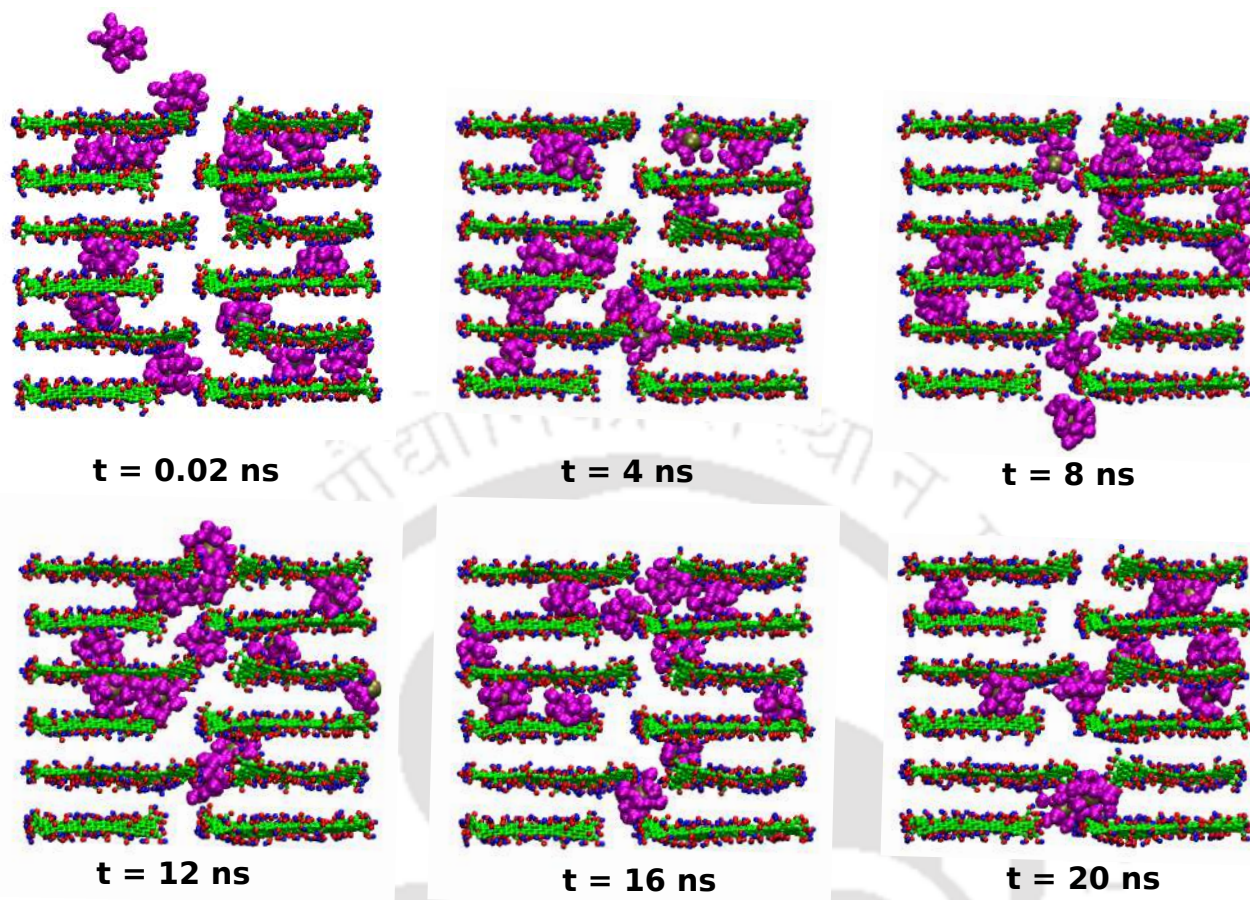 t = 0.02 ns
t = 4 ns
t = 8 ns
t = 12 ns
t = 16 ns
t = 20 ns